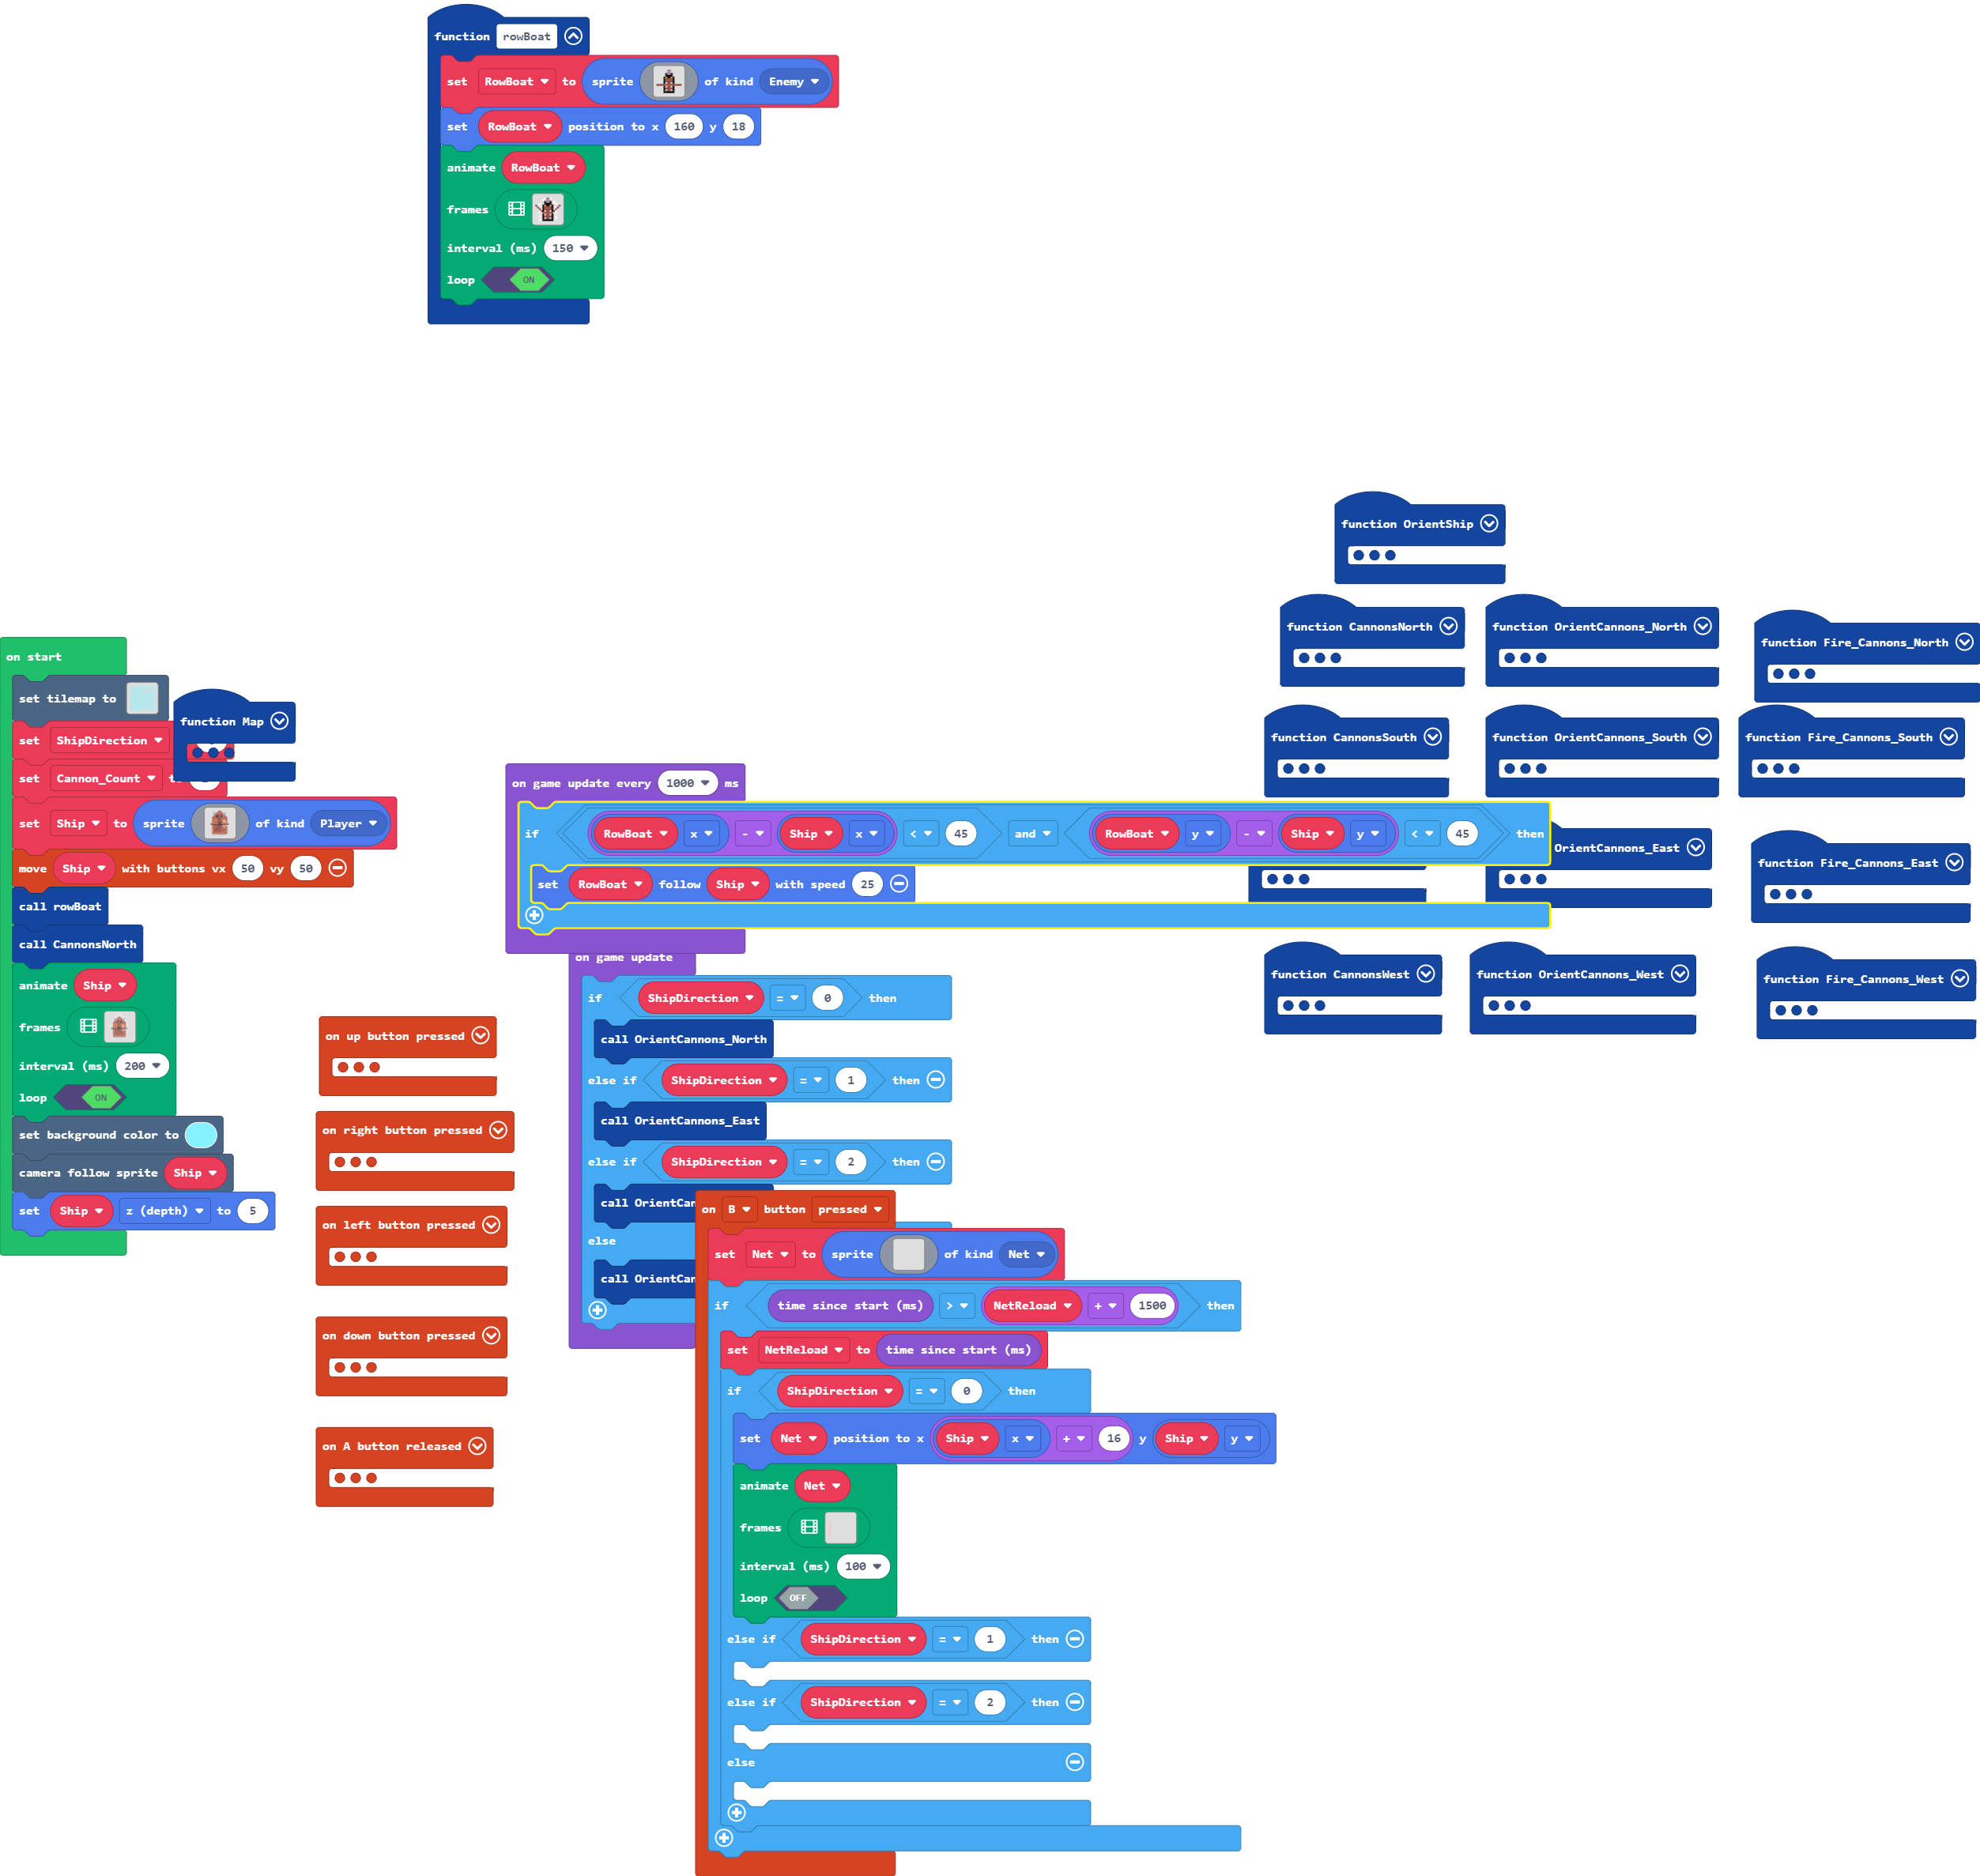 function rowBoat
set RowBoat to sprite of kind Enemy
set RowBoat position to x 160 y 18
animate RowBoat
frames
interval (ms) 150
loop ON
function OrientShip
function CannonsNorth
function OrientCannons_North
function Fire_Cannons_North
function CannonsSouth
function OrientCannons_South
function Fire_Cannons_South
OrientCannons_East
function Fire_Cannons_East
function CannonsWest
function OrientCannons_West
function Fire_Cannons_West
on start
set tilemap to
function Map
set ShipDirection
set Cannon_Count
set Ship to sprite of kind Player
move Ship with buttons vx 50 vy 50
call rowBoat
call CannonsNorth
animate Ship
frames
interval (ms) 200
loop ON
set background color to
camera follow sprite Ship
set Ship z (depth) to 5
on up button pressed
on right button pressed
on left button pressed
on down button pressed
on A button released
on game update every 1000 ms
if RowBoat x - Ship x < 45 and RowBoat y - Ship y < 45 then
set RowBoat follow Ship with speed 25
on game update
if ShipDirection = 0 then
call OrientCannons_North
else if ShipDirection = 1 then
call OrientCannons_East
else if ShipDirection = 2 then
call OrientCan
else
call OrientCan
on B button pressed
set Net to sprite of kind Net
if time since start (ms) > NetReload + 1500 then
set NetReload to time since start (ms)
if ShipDirection = 0 then
set Net position to x Ship x + 16 y Ship y
animate Net
frames
interval (ms) 100
loop OFF
else if ShipDirection = 1 then
else if ShipDirection = 2 then
else